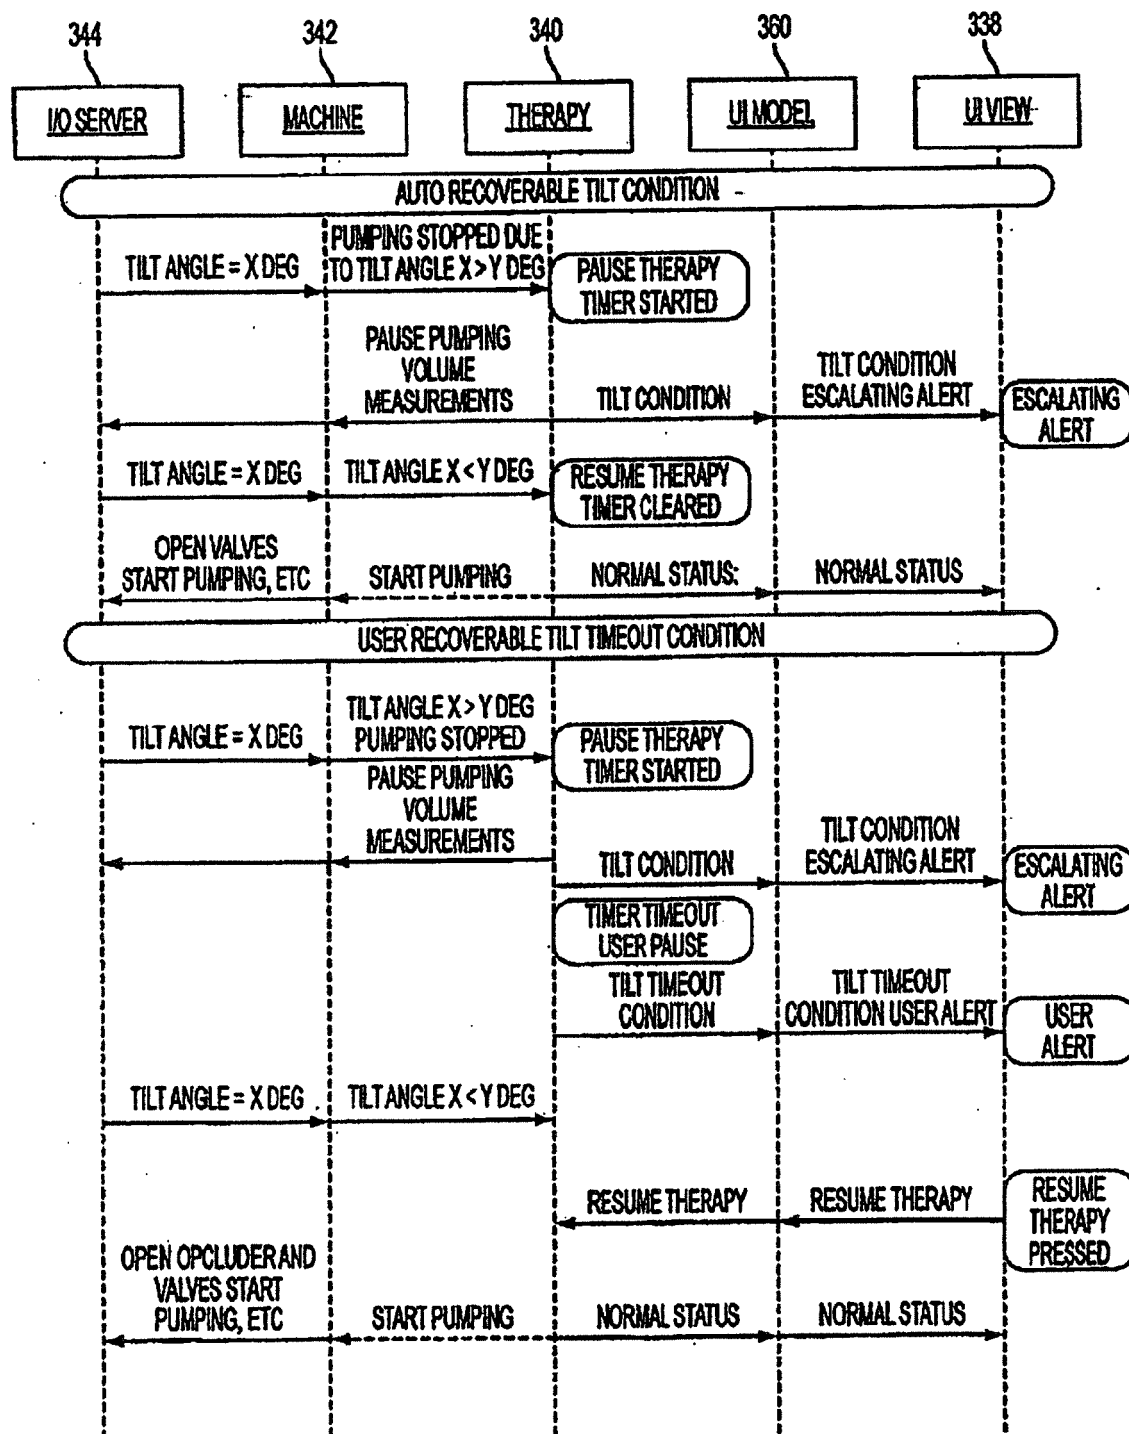 344 342 340 360 338
I/O SERVER MACHINE THERAPY UI MODEL UI VIEW
AUTO RECOVERABLE TILT CONDITION
TILT ANGLE = X DEG
PUMPING STOPPED DUE
TO TILT ANGLE X > Y DEG
PAUSE THERAPY
TIMER STARTED
PAUSE PUMPING
VOLUME
MEASUREMENTS
TILT CONDITION
TILT CONDITION
ESCALATING ALERT
ESCALATING
ALERT
TILT ANGLE = X DEG
TILT ANGLE X < Y DEG
RESUME THERAPY
TIMER CLEARED
OPEN VALVES
START PUMPING, ETC
START PUMPING
NORMAL STATUS:
NORMAL STATUS
USER RECOVERABLE TILT TIMEOUT CONDITION
TILT ANGLE = X DEG
TILT ANGLE X > Y DEG
PUMPING STOPPED
PAUSE THERAPY
TIMER STARTED
PAUSE PUMPING
VOLUME
MEASUREMENTS
TILT CONDITION
TILT CONDITION
ESCALATING ALERT
ESCALATING
ALERT
TIMER TIMEOUT
USER PAUSE
TILT TIMEOUT
CONDITION
TILT TIMEOUT
CONDITION USER ALERT
USER
ALERT
TILT ANGLE = X DEG
TILT ANGLE X < Y DEG
RESUME THERAPY
RESUME THERAPY
RESUME
THERAPY
PRESSED
OPEN OPCLUDER AND
VALVES START
PUMPING, ETC
START PUMPING
NORMAL STATUS
NORMAL STATUS